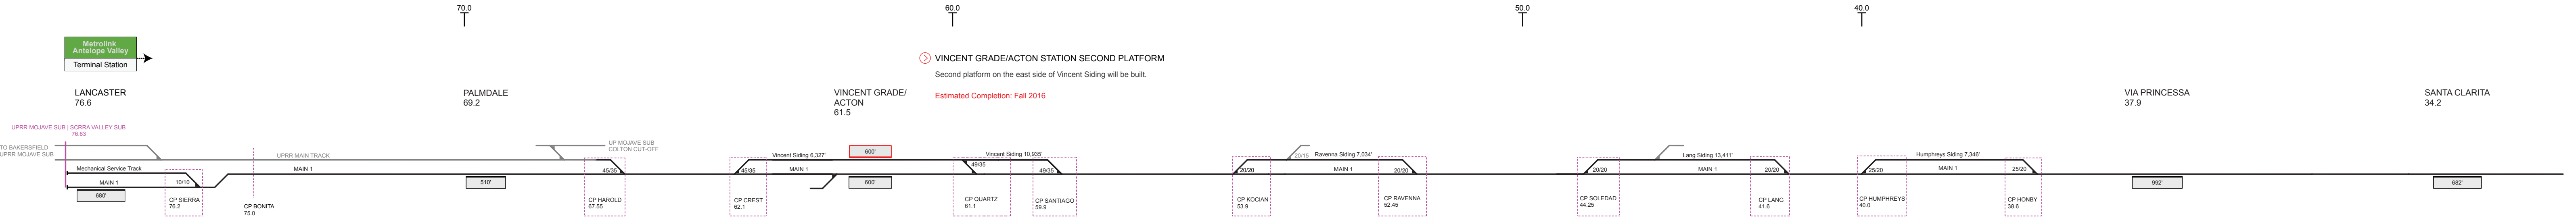 70.0
60.0
50.0
40.0
Metrolink
Antelope Valley
Terminal Station
VINCENT GRADE/ACTON STATION SECOND PLATFORM
Second platform on the east side of Vincent Siding will be built.
Estimated Completion: Fall 2016
LANCASTER
76.6
PALMDALE
69.2
VINCENT GRADE/
ACTON
61.5
VIA PRINCESSA
37.9
SANTA CLARITA
34.2
UPRR MOJAVE SUB | SCRRA VALLEY SUB
76.63
TO BAKERSFIELD
UPRR MOJAVE SUB
UPRR MAIN TRACK
UP MOJAVE SUB
COLTON CUT-OFF
Mechanical Service Track
MAIN 1
10/10
680'
MAIN 1
510'
45/35
45/35
Vincent Siding 6,327'
MAIN 1
600'
600'
49/35
Vincent Siding 10,935'
49/35
20/20
20/15
Ravenna Siding 7,034'
MAIN 1
20/20
20/20
Lang Siding 13,411'
MAIN 1
20/20
25/20
Humphreys Siding 7,346'
MAIN 1
25/20
992'
682'
CP SIERRA
76.2
CP BONITA
75.0
CP HAROLD
67.55
CP CREST
62.1
CP QUARTZ
61.1
CP SANTIAGO
59.9
CP KOCIAN
53.9
CP RAVENNA
52.45
CP SOLEDAD
44.25
CP LANG
41.6
CP HUMPHREYS
40.0
CP HONBY
38.6